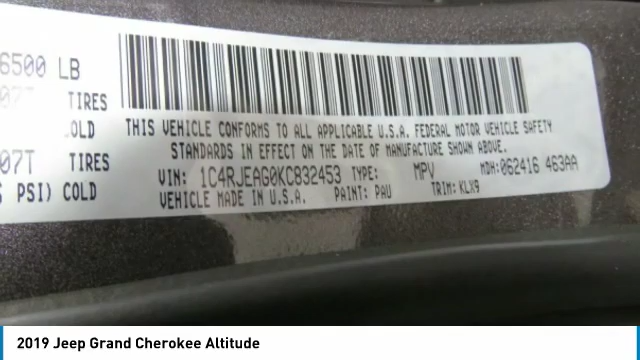 6500 LB
07T TIRES
COLD
THIS VEHICLE CONFORMS TO ALL APPLICABLE U.S.A. FEDERAL MOTOR VEHICLE SAFETY
STANDARDS IN EFFECT ON THE DATE OF MANUFACTURE SHOWN ABOVE.
07T TIRES
PSI) COLD
VIN: 1C4RJEAG0KC832453 TYPE: MPV MDH: 062416 463AA
VEHICLE MADE IN U.S.A. PAINT: PAU TRIM: KLX9
2019 Jeep Grand Cherokee Altitude